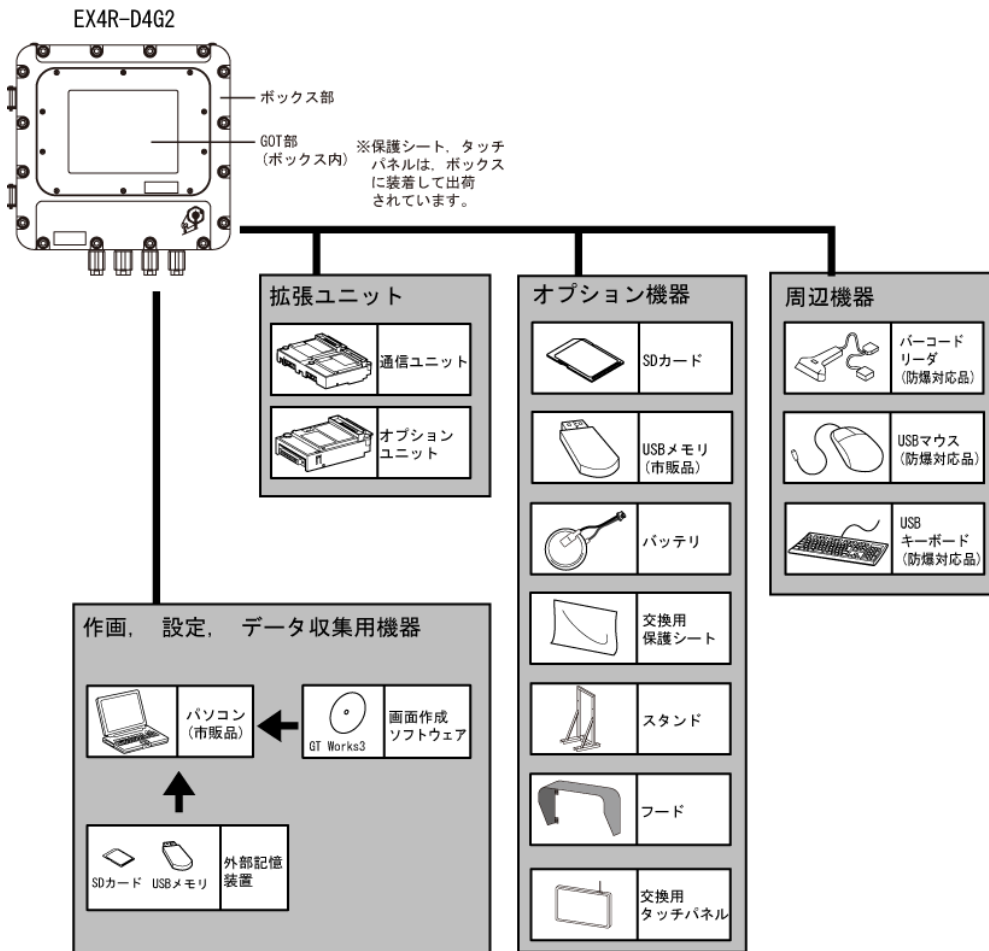 EX4R-D4G2
ボックス部
GOT部
(ボックス内)
※保護シート、タッチ
パネルは、ボックス
に装着して出荷
されています。
拡張ユニット
通信ユニット
オプション
ユニット
オプション機器
SDカード
USBメモリ
(市販品)
バッテリ
交換用
保護シート
スタンド
フード
交換用
タッチパネル
周辺機器
バーコード
リーダ
(防爆対応品)
USBマウス
(防爆対応品)
USB
キーボード
(防爆対応品)
作画, 設定, データ収集用機器
パソコン
(市販品)
GT Works3
画面作成
ソフトウェア
SDカード USBメモリ
外部記憶
装置